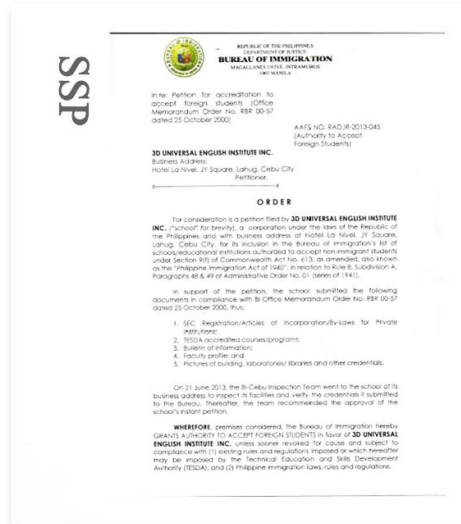 SSP
REPUBLIC OF THE PHILIPPINES
DEPARTMENT OF JUSTICE
BUREAU OF IMMIGRATION
MAGALLANES DRIVE, INTRAMUROS
1002 MANILA
In re: Petition for accreditation to
accept foreign students (Office
Memorandum Order No. RBR 00-57
dated 25 October 2000)
AAFS NO. RADJR-2013-045
(Authority to Accept
Foreign Students)
3D UNIVERSAL ENGLISH INSTITUTE INC.
Business Address:
Hotel La Nivel, JY Square, Lahug, Cebu City
Petitioner.
x-------------------------------------------x
ORDER
For consideration is a petition filed by 3D UNIVERSAL ENGLISH INSTITUTE
INC. ("school" for brevity), a corporation under the laws of the Republic of
the Philippines and with business address at Hotel La Nivel, JY Square,
Lahug, Cebu City, for its inclusion in the Bureau of Immigration's list of
schools/educational institutions authorized to accept non-immigrant students
under Section 9(f) of Commonwealth Act No. 613, as amended, also known
as the "Philippine Immigration Act of 1940", in relation to Rule 8, Subdivision A,
Paragraphs 48 & 49 of Administrative Order No. 01 (series of 1941).
In support of the petition, the school submitted the following
documents in compliance with BI Office Memorandum Order No. RBR 00-57
dated 25 October 2000, thus:
1. SEC Registration/Articles of Incorporation/By-Laws for Private
Institutions;
2. TESDA accredited courses/programs;
3. Bulletin of information;
4. Faculty profile; and
5. Pictures of building, laboratories/ libraries and other credentials.
On 21 June 2013, the BI-Cebu Inspection Team went to the school at its
business address to inspect its facilities and verify the credentials it submitted
to the Bureau. Thereafter, the team recommended the approval of the
school's instant petition.
WHEREFORE, premises considered, the Bureau of Immigration hereby
GRANTS AUTHORITY TO ACCEPT FOREIGN STUDENTS in favor of 3D UNIVERSAL
ENGLISH INSTITUTE INC. unless sooner revoked for cause and subject to
compliance with (1) existing rules and regulations imposed or which hereafter
may be imposed by the Technical Education and Skills Development
Authority (TESDA); and (2) Philippine immigration laws, rules and regulations.